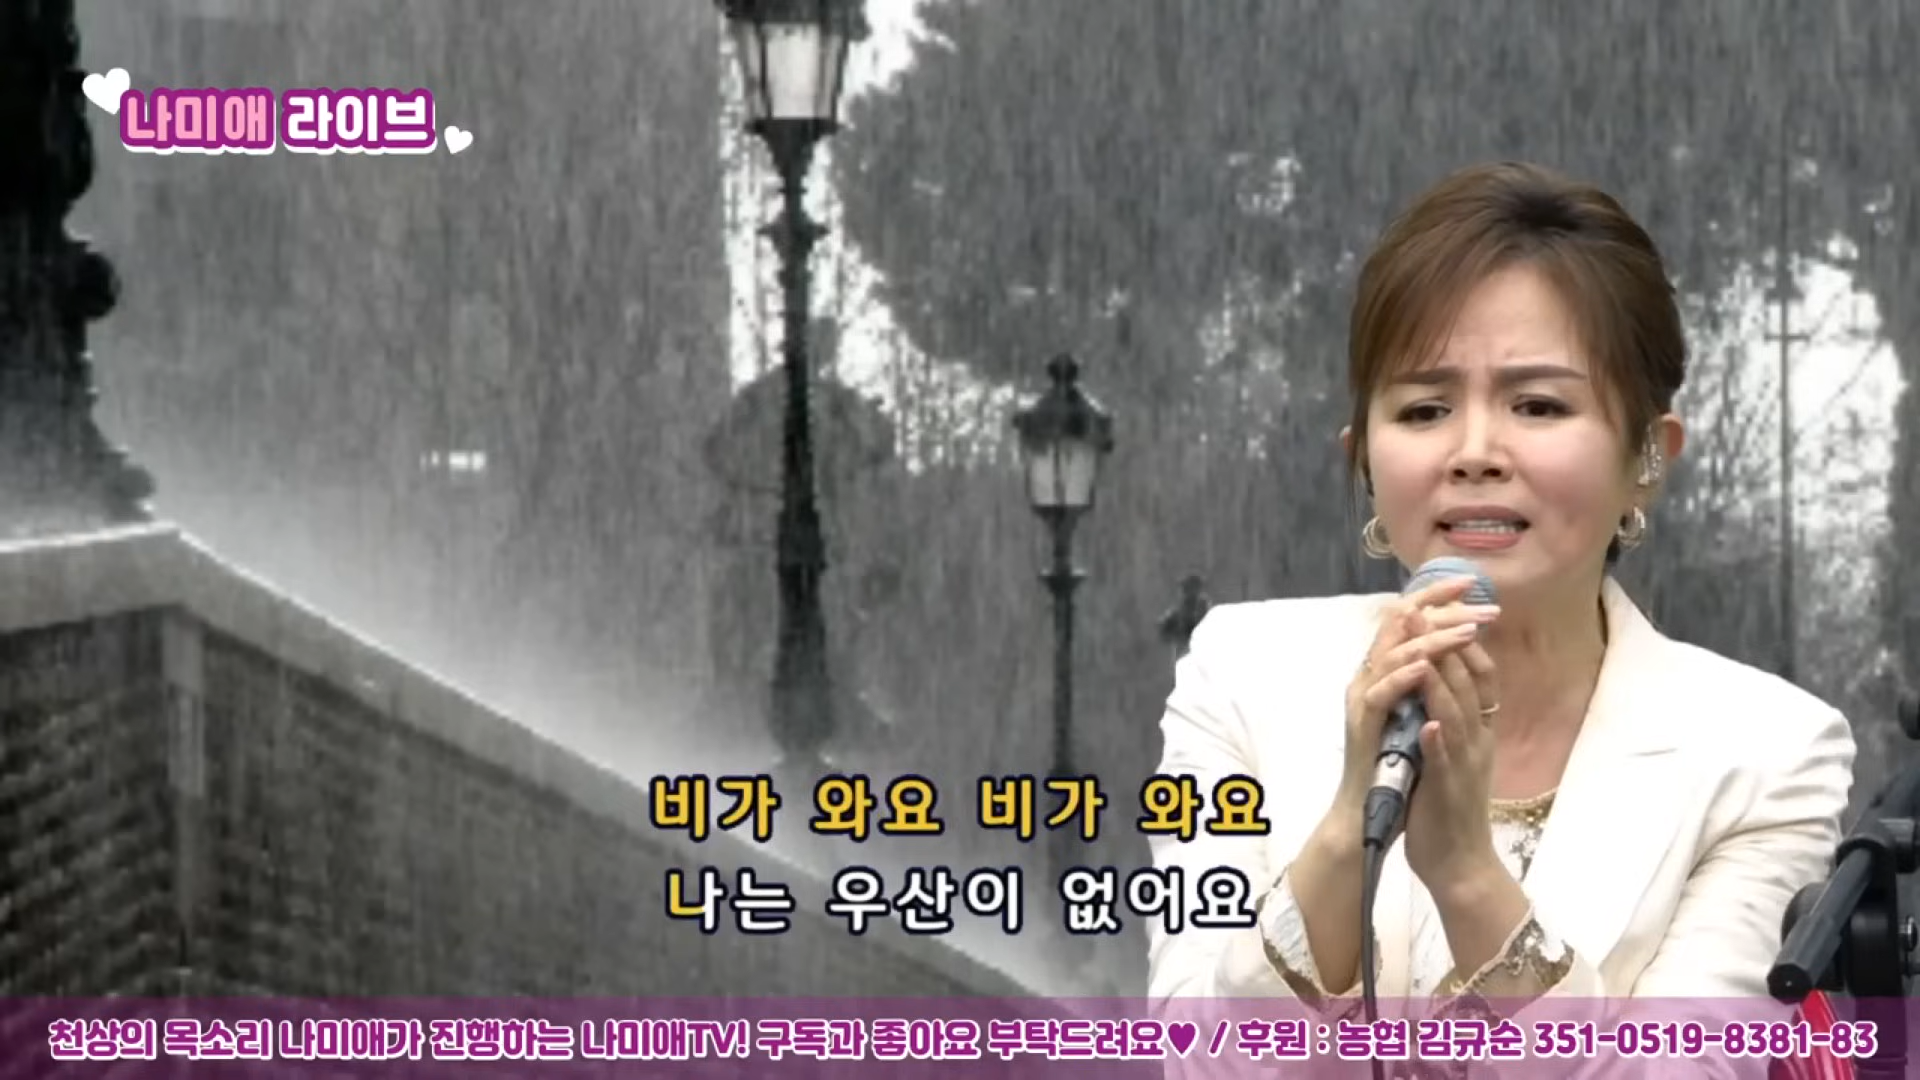 나미애 라이브
비가 와요 비가 와요
나는 우산이 없어요
천상의 목소리 나미애가 진행하는 나미애TV! 구독과 좋아요 부탁드려요♥ / 후원 : 농협 김규순 351-0519-8381-83